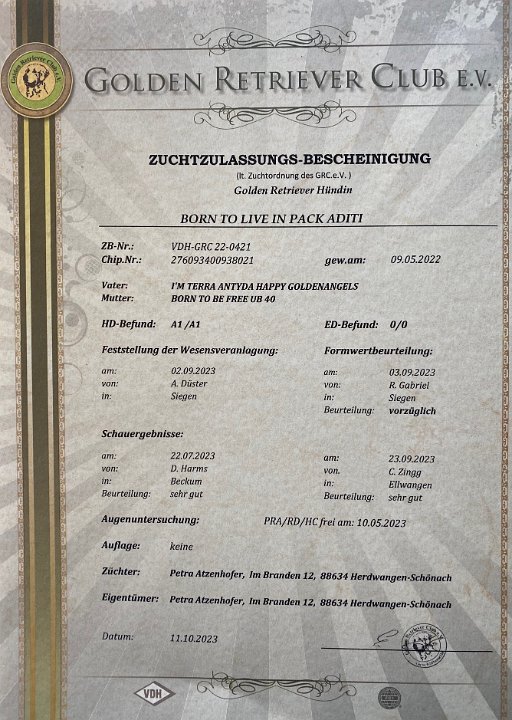 Golden Retriever Club e.V.
GOLDEN RETRIEVER CLUB E.V.
ZUCHTZULASSUNGS-BESCHEINIGUNG
(lt. Zuchtordnung des GRC.e.V. )
Golden Retriever Hündin
BORN TO LIVE IN PACK ADITI
ZB-Nr.: VDH-GRC 22-0421
Chip.Nr.: 276093400938021 gew.am: 09.05.2022
Vater: I'M TERRA ANTYDA HAPPY GOLDENANGELS
Mutter: BORN TO BE FREE UB 40
HD-Befund: A1 /A1 ED-Befund: 0/0
Feststellung der Wesensveranlagung: Formwertbeurteilung:
am: 02.09.2023 am: 03.09.2023
von: A. Düster von: R. Gabriel
in: Siegen in: Siegen
Beurteilung: vorzüglich
Schauergebnisse:
am: 22.07.2023 am: 23.09.2023
von: D. Harms von. C. Zingg
in: Beckum in: Ellwangen
Beurteilung: sehr gut Beurteilung: sehr gut
Augenuntersuchung: PRA/RD/HC frei am: 10.05.2023
Auflage: keine
Züchter: Petra Atzenhofer, Im Branden 12, 88634 Herdwangen-Schönach
Eigentümer: Petra Atzenhofer, Im Branden 12, 88634 Herdwangen-Schönach
Datum: 11.10.2023
Golden Retriever Club e.V.
VDH